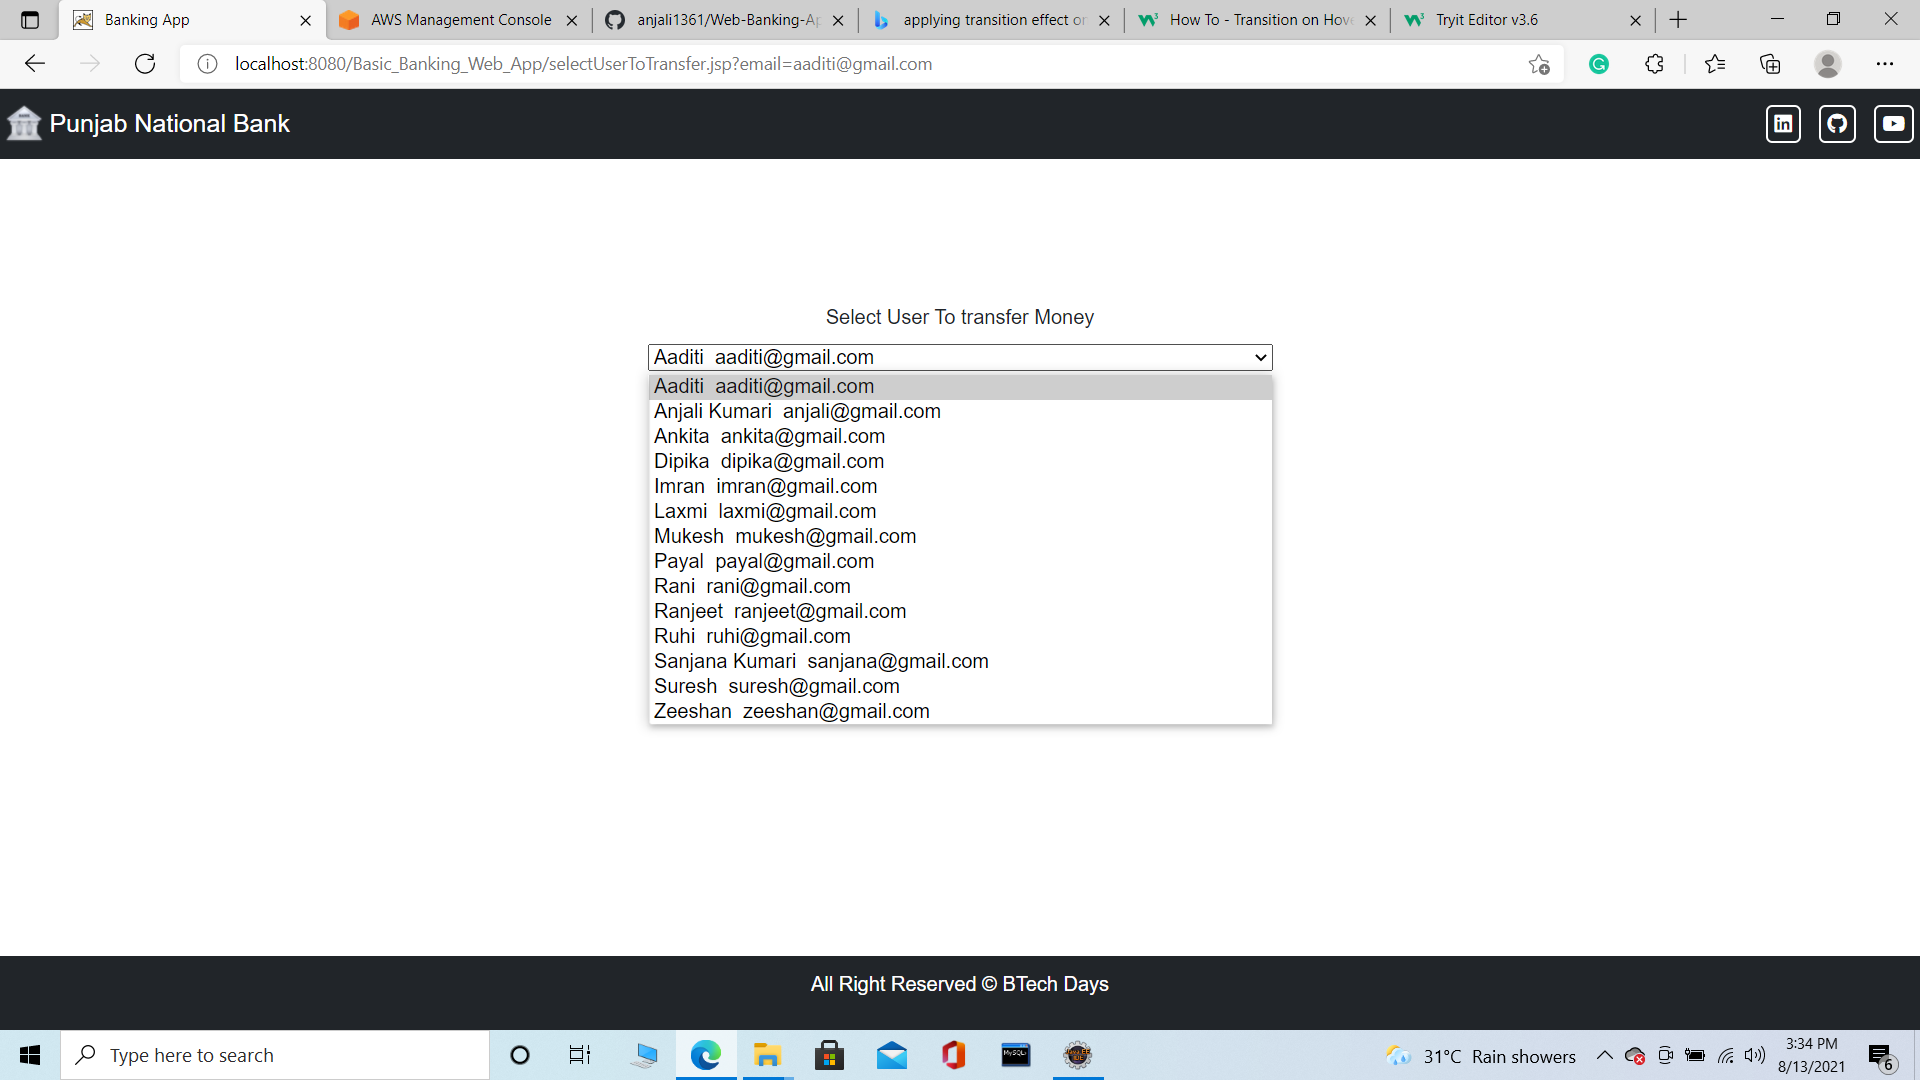 Banking App
AWS Management Console
anjali1361/Web-Banking-Ap
applying transition effect or
How To - Transition on Hove
Tryit Editor v3.6
localhost:8080/Basic_Banking_Web_App/selectUserToTransfer.jsp?email=aaditi@gmail.com
Punjab National Bank
Select User To transfer Money
Aaditi  aaditi@gmail.com
Aaditi  aaditi@gmail.com
Anjali Kumari  anjali@gmail.com
Ankita  ankita@gmail.com
Dipika  dipika@gmail.com
Imran  imran@gmail.com
Laxmi  laxmi@gmail.com
Mukesh  mukesh@gmail.com
Payal  payal@gmail.com
Rani  rani@gmail.com
Ranjeet  ranjeet@gmail.com
Ruhi  ruhi@gmail.com
Sanjana Kumari  sanjana@gmail.com
Suresh  suresh@gmail.com
Zeeshan  zeeshan@gmail.com
All Right Reserved © BTech Days
Type here to search
MySQL
31°C Rain showers
3:34 PM
8/13/2021
6